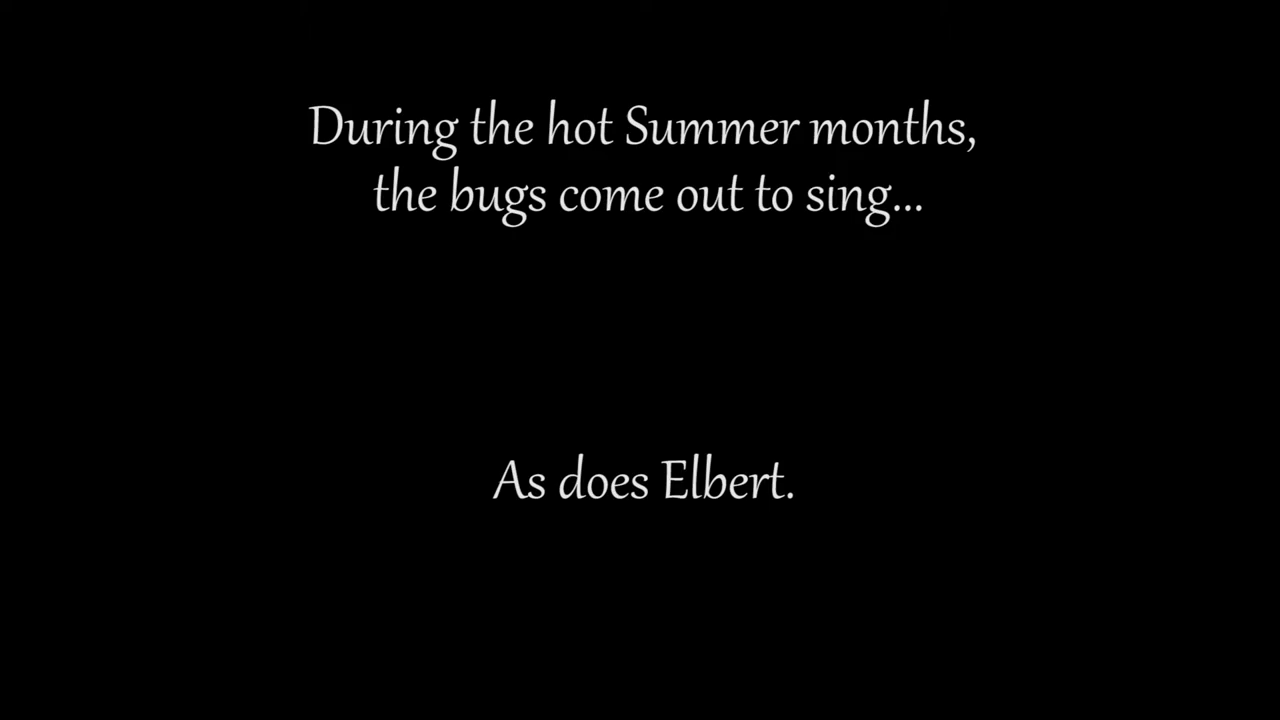 During the hot Summer months,
the bugs come out to sing...
As does Elbert.